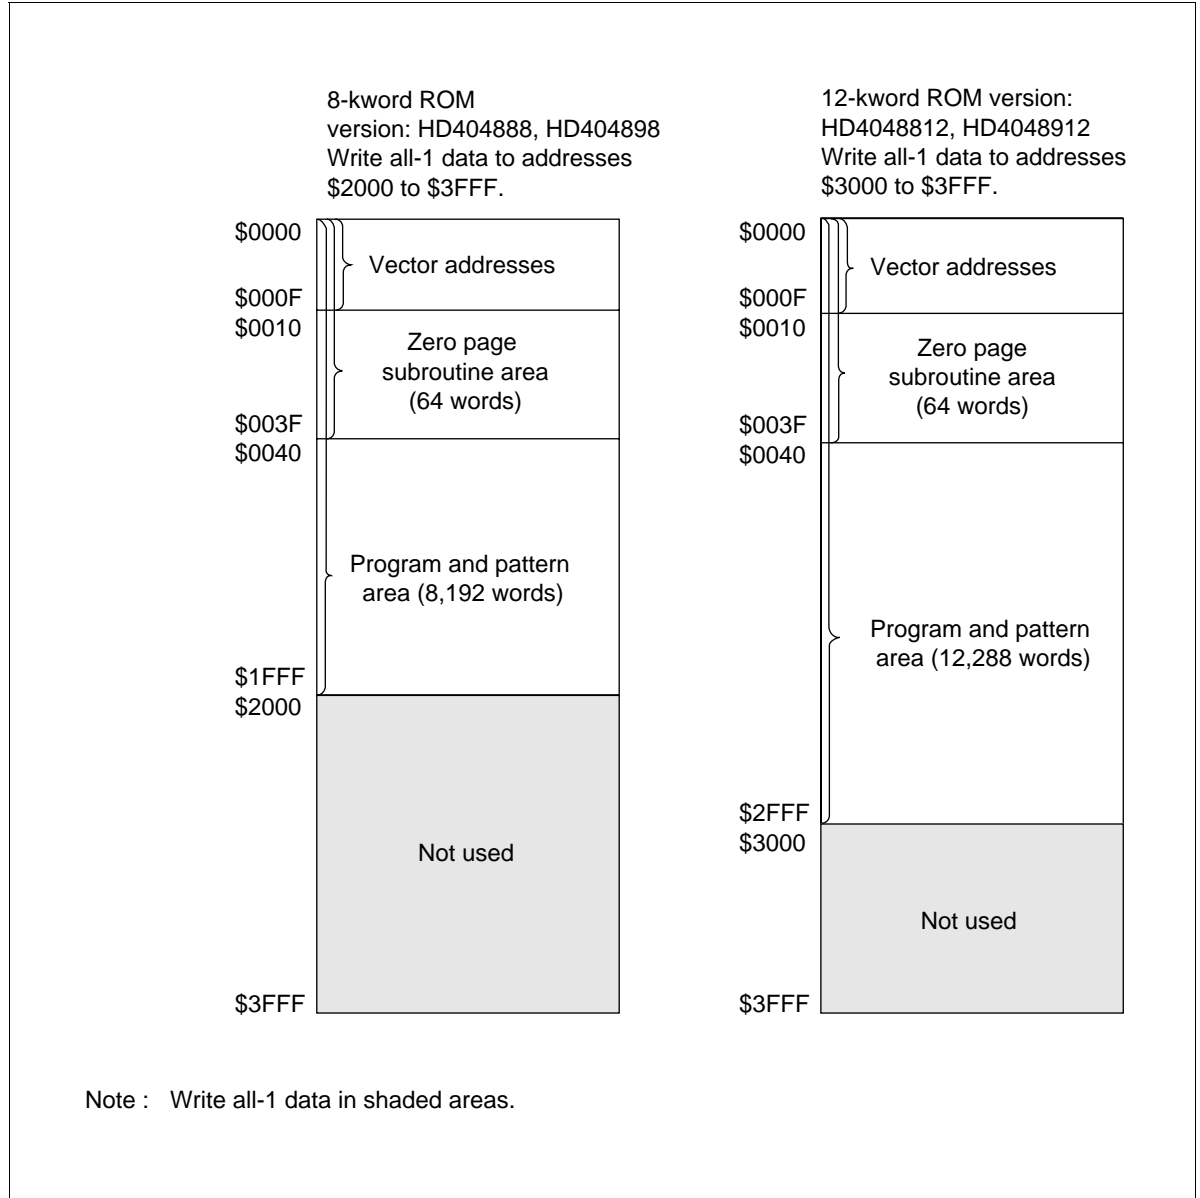 8-kword ROM
version: HD404888, HD404898
Write all-1 data to addresses
$2000 to $3FFF.
$0000
Vector addresses
$000F
$0010
Zero page
subroutine area
(64 words)
$003F
$0040
Program and pattern
area (8,192 words)
$1FFF
$2000
Not used
$3FFF
12-kword ROM version:
HD4048812, HD4048912
Write all-1 data to addresses
$3000 to $3FFF.
$0000
Vector addresses
$000F
$0010
Zero page
subroutine area
(64 words)
$003F
$0040
Program and pattern
area (12,288 words)
$2FFF
$3000
Not used
$3FFF
Note : Write all-1 data in shaded areas.